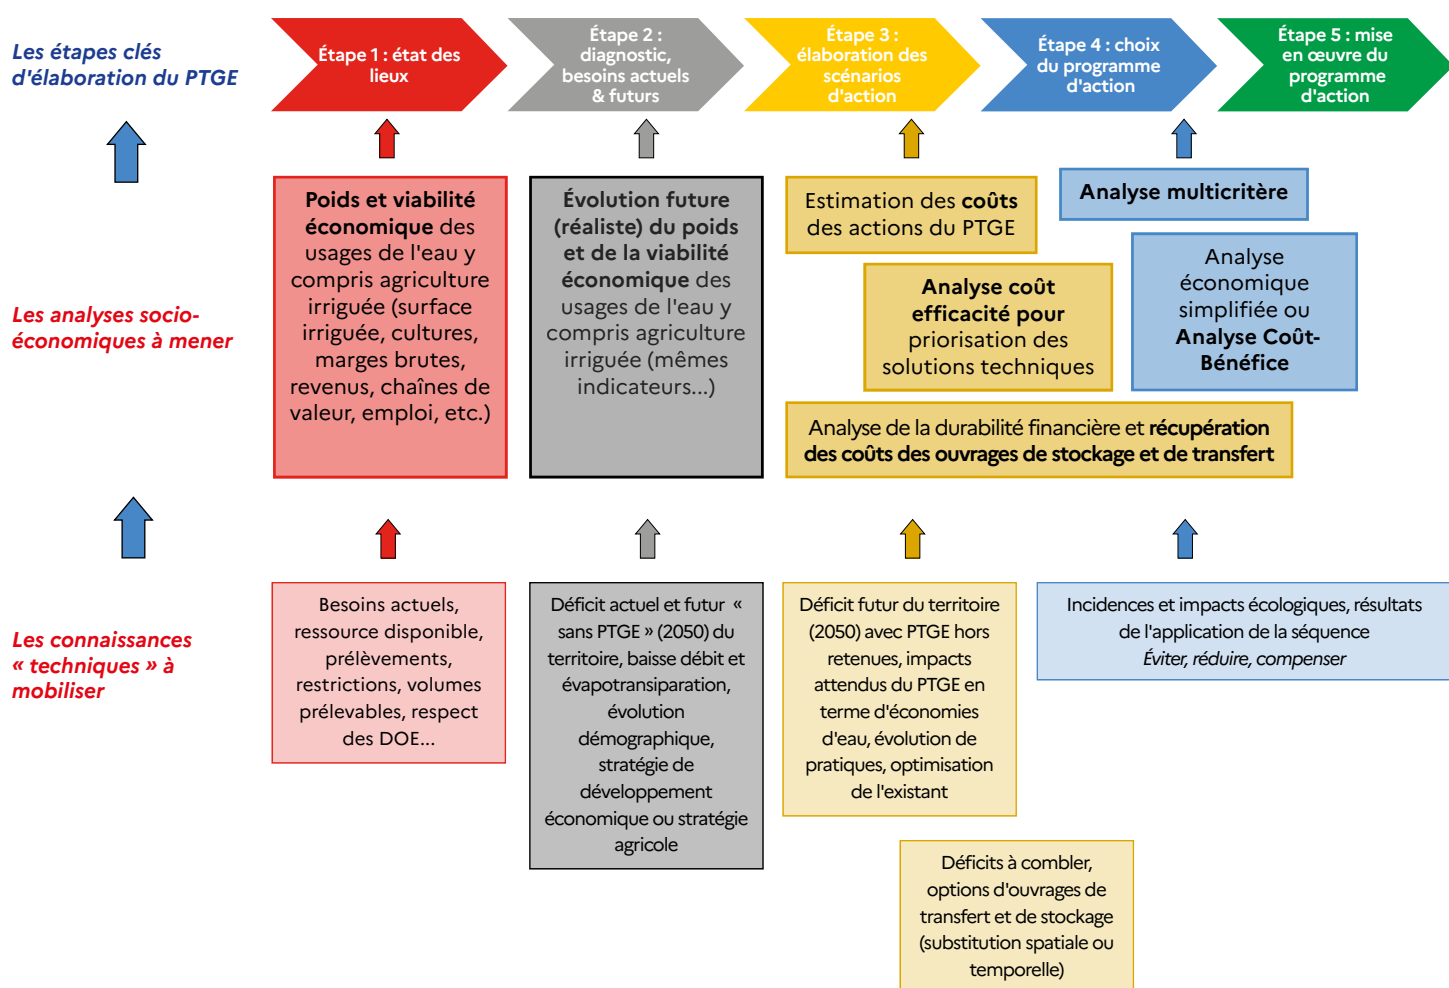 Les étapes clés
d'élaboration du PTGE
Étape 1 : état des
lieux
Étape 2 :
diagnostic,
besoins actuels
& futurs
Étape 3 :
élaboration des
scénarios
d'action
Étape 4 : choix
du programme
d'action
Étape 5 : mise
en œuvre du
programme
d'action
Les analyses socio-
économiques à mener
Poids et viabilité
économique des
usages de l'eau y
compris agriculture
irriguée (surface
irriguée, cultures,
marges brutes,
revenus, chaînes de
valeur, emploi, etc.)
Évolution future
(réaliste) du poids
et de la viabilité
économique des
usages de l'eau y
compris agriculture
irriguée (mêmes
indicateurs...)
Estimation des coûts
des actions du PTGE
Analyse coût
efficacité pour
priorisation des
solutions techniques
Analyse de la durabilité financière et récupération
des coûts des ouvrages de stockage et de transfert
Analyse multicritère
Analyse
économique
simplifiée ou
Analyse Coût-
Bénéfice
Les connaissances
« techniques » à
mobiliser
Besoins actuels,
ressource disponible,
prélèvements,
restrictions, volumes
prélevables, respect
des DOE...
Déficit actuel et futur «
sans PTGE » (2050) du
territoire, baisse débit et
évapotransiparation,
évolution
démographique,
stratégie de
développement
économique ou stratégie
agricole
Déficit futur du territoire
(2050) avec PTGE hors
retenues, impacts
attendus du PTGE en
terme d'économies
d'eau, évolution de
pratiques, optimisation
de l'existant
Déficits à combler,
options d'ouvrages de
transfert et de stockage
(substitution spatiale ou
temporelle)
Incidences et impacts écologiques, résultats
de l'application de la séquence
Éviter, réduire, compenser